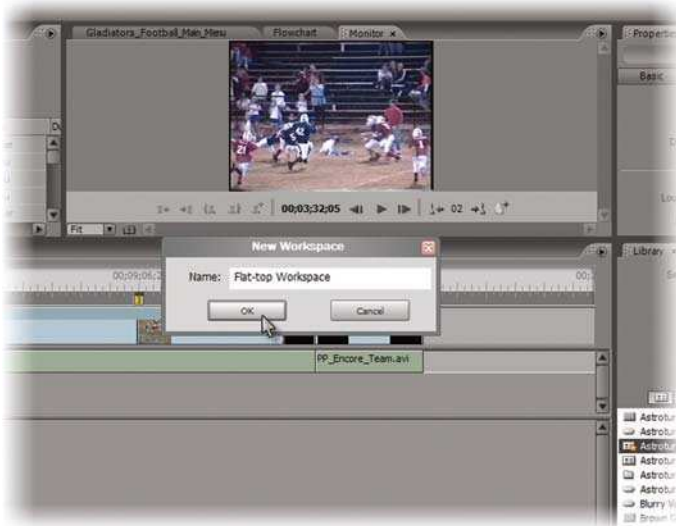 Gladiators_Football_Main_Menu Flowchart Monitor × Properties
Basic
00;03;32;05 02
Fit
New Workspace
Library
Name: Flat-top Workspace
OK Cancel
PP_Encore_Team.avi
Astrotur
Astrotur
Astrotur
Astrotur
Astrotur
Astrotur
Blurry
Brown